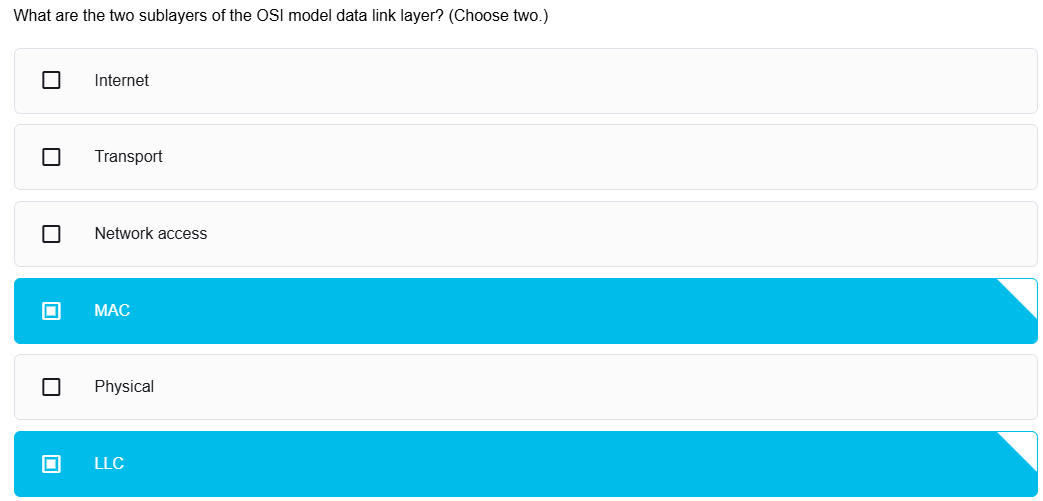 What are the two sublayers of the OSI model data link layer? (Choose two.)
Internet
Transport
Network access
MAC
Physical
LLC